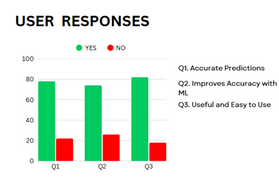 USER RESPONSES
YES NO
100
80
60
40
20
0
Q1 Q2 Q3
Q1. Accurate Predictions
Q2. Improves Accuracy with
ML
Q3. Useful and Easy to Use